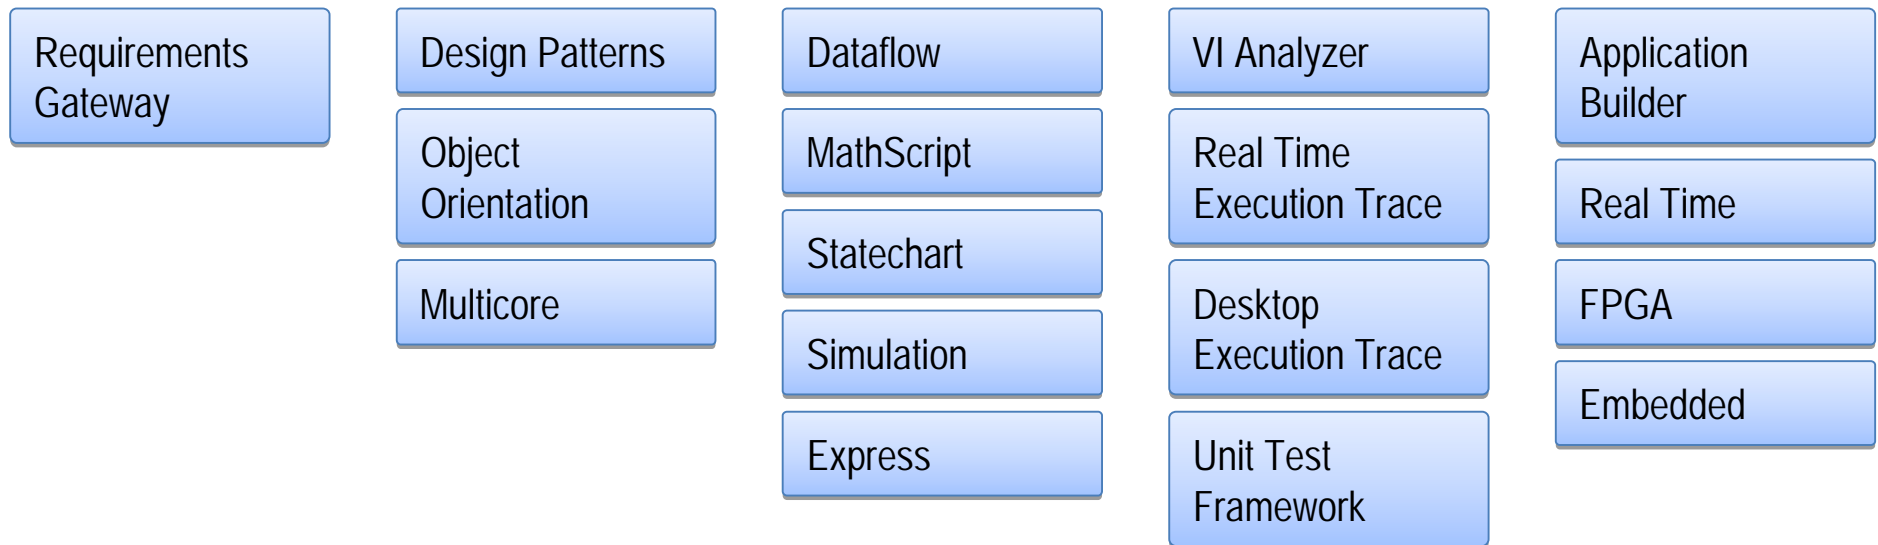 Requirements
Gateway
Design Patterns
Object
Orientation
Multicore
Dataflow
MathScript
Statechart
Simulation
Express
VI Analyzer
Real Time
Execution Trace
Desktop
Execution Trace
Unit Test
Framework
Application
Builder
Real Time
FPGA
Embedded